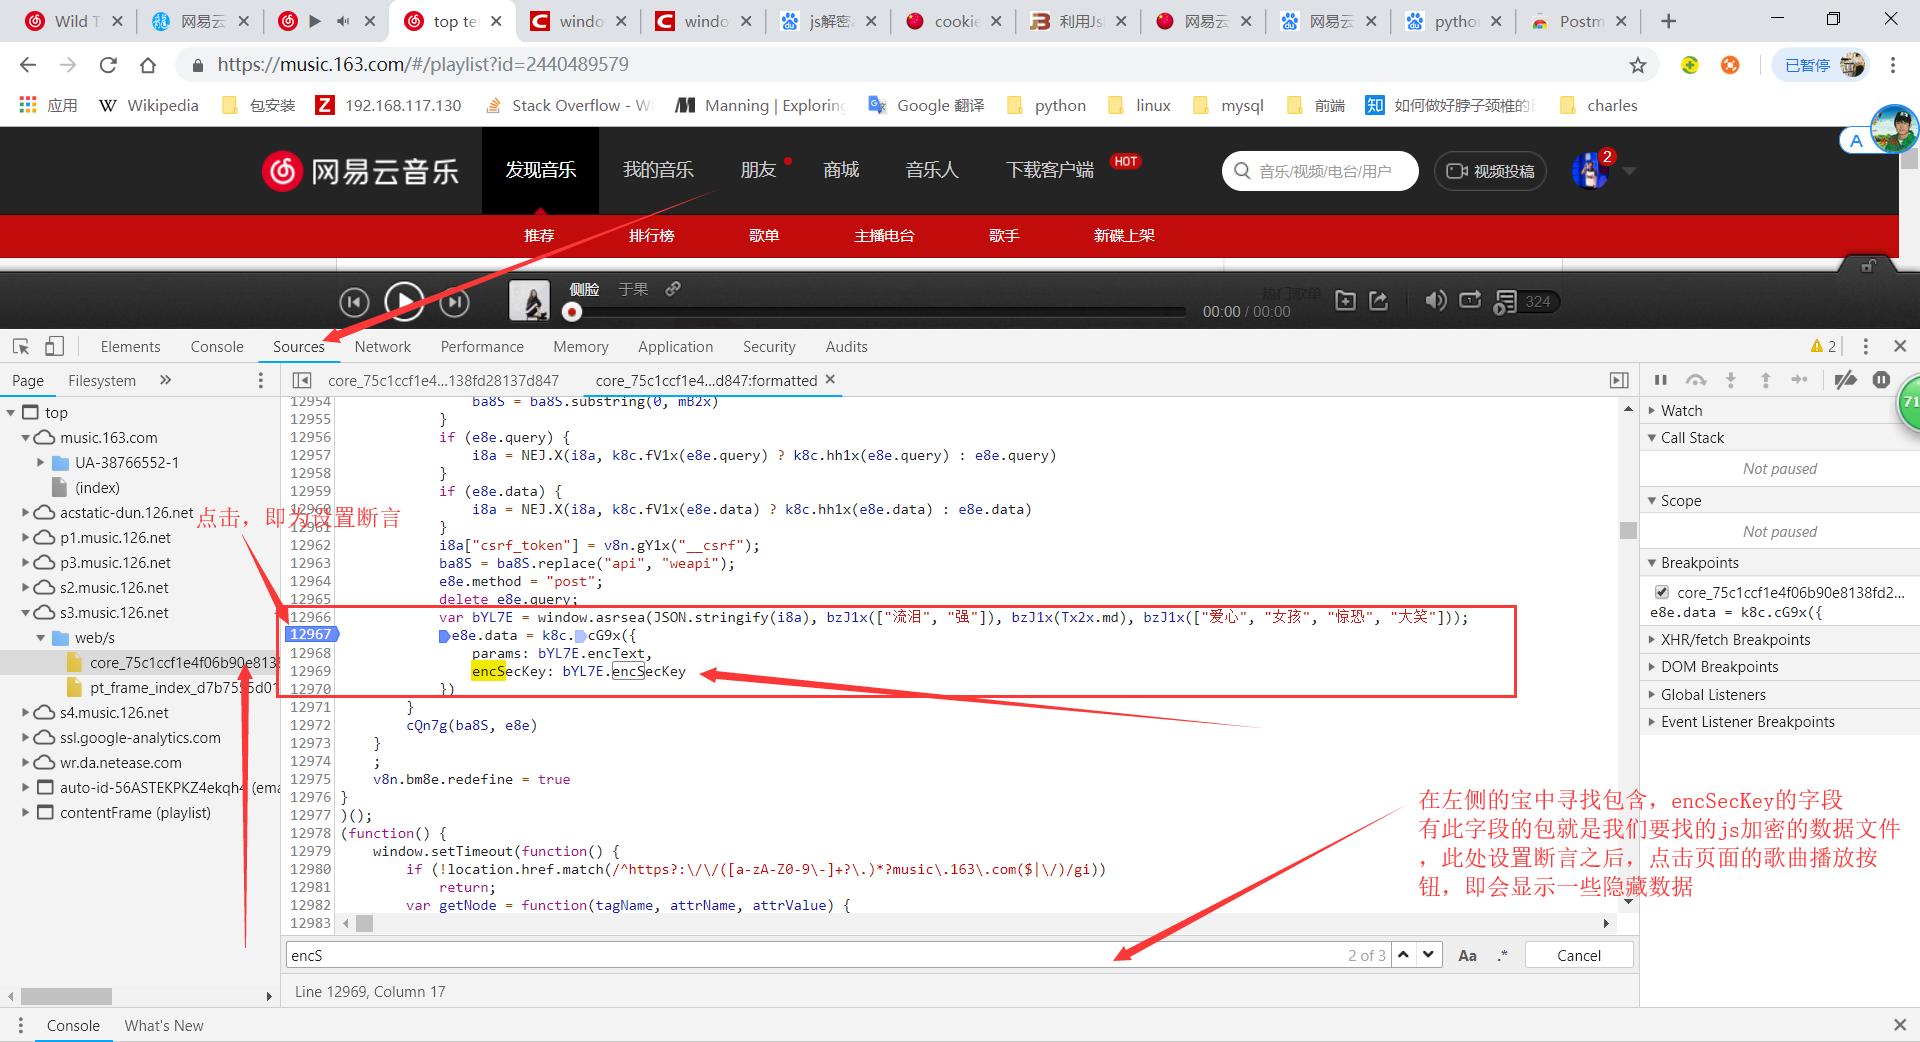 Wild T
网易云
top te
windo
windo
js解密
cookie
利用Js
网易云
网易云
pytho
Postm
https://music.163.com/#/playlist?id=2440489579
已暂停
应用
Wikipedia
包安装
192.168.117.130
Stack Overflow - W
Manning | Exploring
Google 翻译
python
linux
mysql
前端
知
如何做好脖子颈椎的
charles
A
网易云音乐
发现音乐
我的音乐
朋友
商城
音乐人
下载客户端
HOT
音乐/视频/电台/用户
视频投稿
2
推荐
排行榜
歌单
主播电台
歌手
新碟上架
侧脸 于果
热门歌单
00:00 / 00:00
324
Elements
Console
Sources
Network
Performance
Memory
Application
Security
Audits
2
Page
Filesystem
core_75c1ccf1e4...138fd28137d847
core_75c1ccf1e4...d847:formatted
71
top
music.163.com
UA-38766552-1
(index)
acstatic-dun.126.net
p1.music.126.net
p3.music.126.net
s2.music.126.net
s3.music.126.net
web/s
core_75c1ccf1e4f06b90e813
pt_frame_index_d7b7555d01
s4.music.126.net
ssl.google-analytics.com
wr.da.netease.com
auto-id-56ASTEKPKZ4ekqh4 (ema
contentFrame (playlist)
点击，即为设置断言
12954 ba8S = ba8S.substring(0, mB2x)
12955 }
12956 if (e8e.query) {
12957 i8a = NEJ.X(i8a, k8c.fV1x(e8e.query) ? k8c.hh1x(e8e.query) : e8e.query)
12958 }
12959 if (e8e.data) {
12960 i8a = NEJ.X(i8a, k8c.fV1x(e8e.data) ? k8c.hh1x(e8e.data) : e8e.data)
12961 }
12962 i8a["csrf_token"] = v8n.gY1x("__csrf");
12963 ba8S = ba8S.replace("api", "weapi");
12964 e8e.method = "post";
12965 delete e8e.query;
12966 var bYL7E = window.asrsea(JSON.stringify(i8a), bzJ1x(["流泪", "强"]), bzJ1x(Tx2x.md), bzJ1x(["爱心", "女孩", "惊恐", "大笑"]));
12967 e8e.data = k8c.cG9x({
12968 params: bYL7E.encText,
12969 encSecKey: bYL7E.encSecKey
12970 })
12971 }
12972 cQn7g(ba8S, e8e)
12973 }
12974 ;
12975 v8n.bm8e.redefine = true
12976 }
12977 )();
12978 (function() {
12979 window.setTimeout(function() {
12980 if (!location.href.match(/^https?:\/\/([a-zA-Z0-9\-]+?\.)*?music\.163\.com($|\/)/gi))
12981 return;
12982 var getNode = function(tagName, attrName, attrValue) {
12983
在左侧的宝中寻找包含，encSecKey的字段
有此字段的包就是我们要找的js加密的数据文件
，此处设置断言之后，点击页面的歌曲播放按
钮，即会显示一些隐藏数据
Watch
Call Stack
Not paused
Scope
Not paused
Breakpoints
core_75c1ccf1e4f06b90e8138fd2...
e8e.data = k8c.cG9x({
XHR/fetch Breakpoints
DOM Breakpoints
Global Listeners
Event Listener Breakpoints
encS
2 of 3
Aa
.*
Cancel
Line 12969, Column 17
Console
What's New